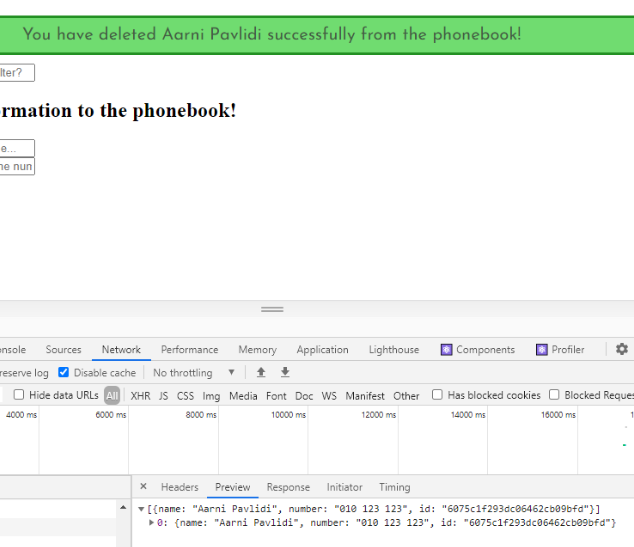 You have deleted Aarni Pavlidi successfully from the phonebook!
lter?
rmation to the phonebook!
e...
ne num
onsole Sources Network Performance Memory Application Lighthouse Components Profiler
reserve log Disable cache No throttling
Hide data URLs All XHR JS CSS Img Media Font Doc WS Manifest Other Has blocked cookies Blocked Reques
4000 ms 6000 ms 8000 ms 10000 ms 12000 ms 14000 ms 16000 ms
× Headers Preview Response Initiator Timing
[{name: "Aarni Pavlidi", number: "010 123 123", id: "6075c1f293dc06462cb09bfd"}]
0: {name: "Aarni Pavlidi", number: "010 123 123", id: "6075c1f293dc06462cb09bfd"}